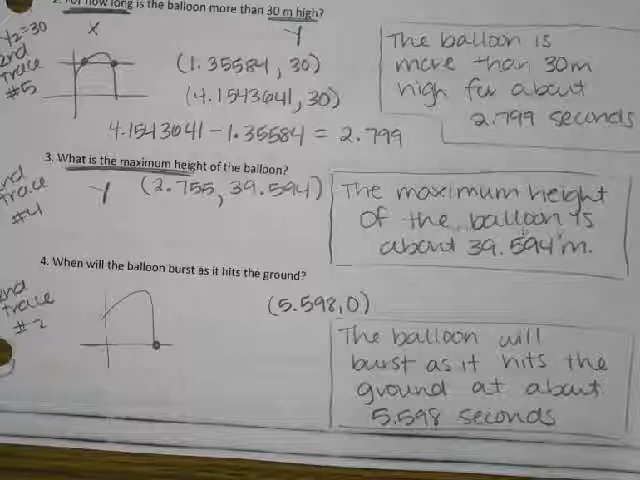 2. For how long is the balloon more than 30 m high?
Y2=30
2nd
Trace
#5
X
Y
(1.35584, 30)
(4.1543041, 30)
4.1543041 - 1.35584 = 2.799
The balloon is
more than 30m
high for about
2.799 seconds
3. What is the maximum height of the balloon?
2nd
Trace
#4
Y
(2.755, 39.594)
The maximum height
of the balloon is
about 39.594 m.
4. When will the balloon burst as it hits the ground?
2nd
trace
#2
(5.598,0)
The balloon will
burst as it hits the
ground at about
5.598 seconds